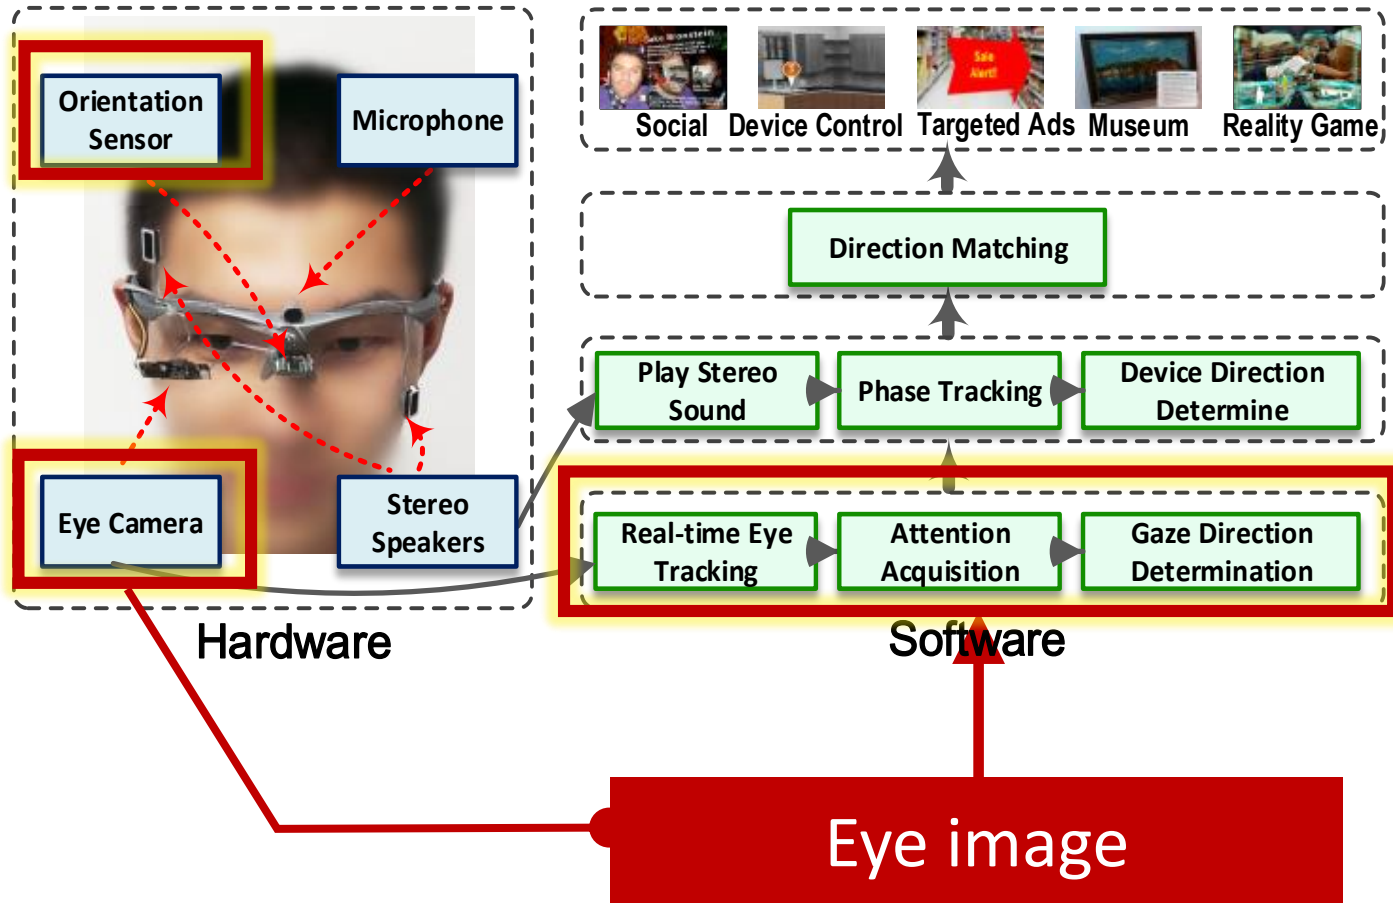 Orientation
Sensor
Microphone
Eye Camera
Stereo
Speakers
Hardware
Sale
Alert!!
Social
Device Control
Targeted Ads
Museum
Reality Game
Direction Matching
Play Stereo
Sound
Phase Tracking
Device Direction
Determine
Real-time Eye
Tracking
Attention
Acquisition
Gaze Direction
Determination
Software
Eye image